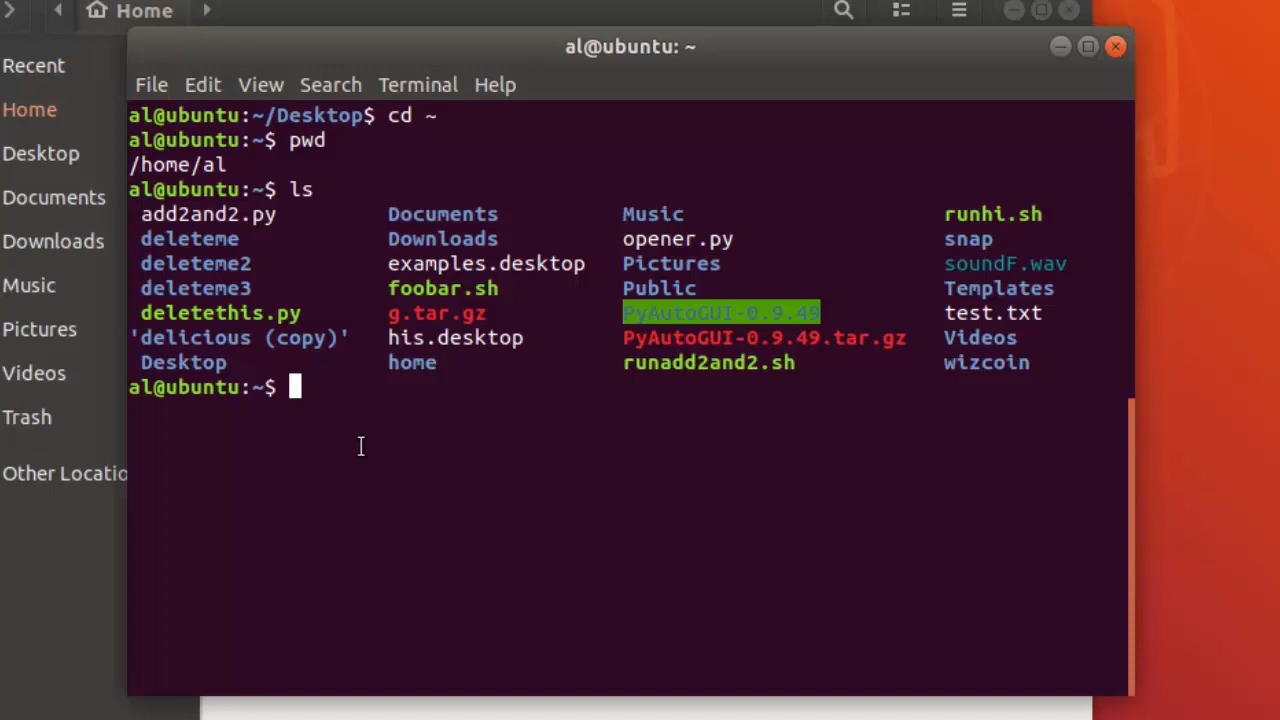 Home
Recent
Home
Desktop
Documents
Downloads
Music
Pictures
Videos
Trash
Other Locatio
al@ubuntu: ~
File Edit View Search Terminal Help
al@ubuntu:~/Desktop$ cd ~
al@ubuntu:~$ pwd
/home/al
al@ubuntu:~$ ls
add2and2.py Documents Music runhi.sh
deleteme Downloads opener.py snap
deleteme2 examples.desktop Pictures soundF.wav
deleteme3 foobar.sh Public Templates
deletethis.py g.tar.gz PyAutoGUI-0.9.49 test.txt
'delicious (copy)' his.desktop PyAutoGUI-0.9.49.tar.gz Videos
Desktop home runadd2and2.sh wizcoin
al@ubuntu:~$